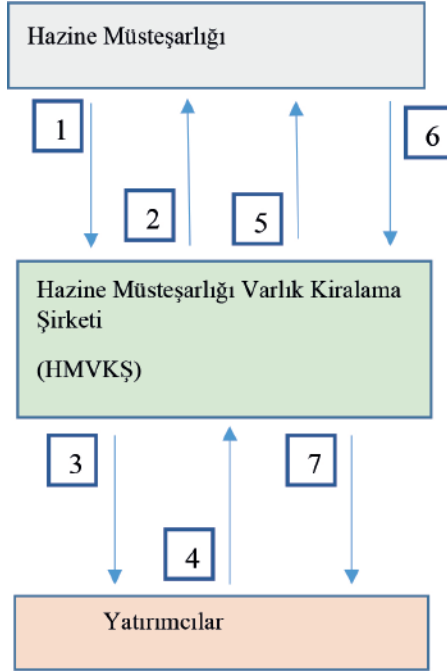 Hazine Müsteşarlığı
1
6
2
5
Hazine Müsteşarlığı Varlık Kiralama
Şirketi
(HMVKŞ)
3
7
4
Yatırımcılar